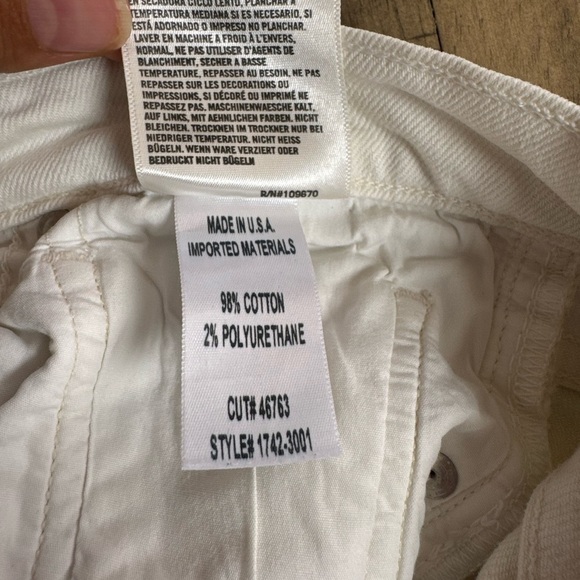 EN SECADORA CICLO LENTO, PLANCHAR A
TEMPERATURA MEDIANA SI ES NECESARIO, SI
ESTÁ ADORNADO O IMPRESO NO PLANCHAR.
LAVER EN MACHINE A FROID À L'ENVERS,
NORMAL, NE PAS UTILISER D'AGENTS DE
BLANCHIMENT, SECHER A BASSE
TEMPERATURE, REPASSER AU BESOIN, NE PAS
REPASSER SUR LES DECORATIONS OU
IMPRESSIONS, SI DÉCORÉ OU IMPRIMÉ NE
REPASSEZ PAS. MASCHINENWAESCHE KALT,
AUF LINKS, MIT AEHNLICHEN FARBEN. NICHT
BLEICHEN. TROCKNEN IM TROCKNER NUR BEI
NIEDRIGER TEMPERATUR. NICHT HEISS
BÜGELN. WENN WARE VERZIERT ODER
BEDRUCKT NICHT BÜGELN
R/N#109670
MADE IN U.S.A.
IMPORTED MATERIALS
98% COTTON
2% POLYURETHANE
CUT# 46763
STYLE# 1742-3001